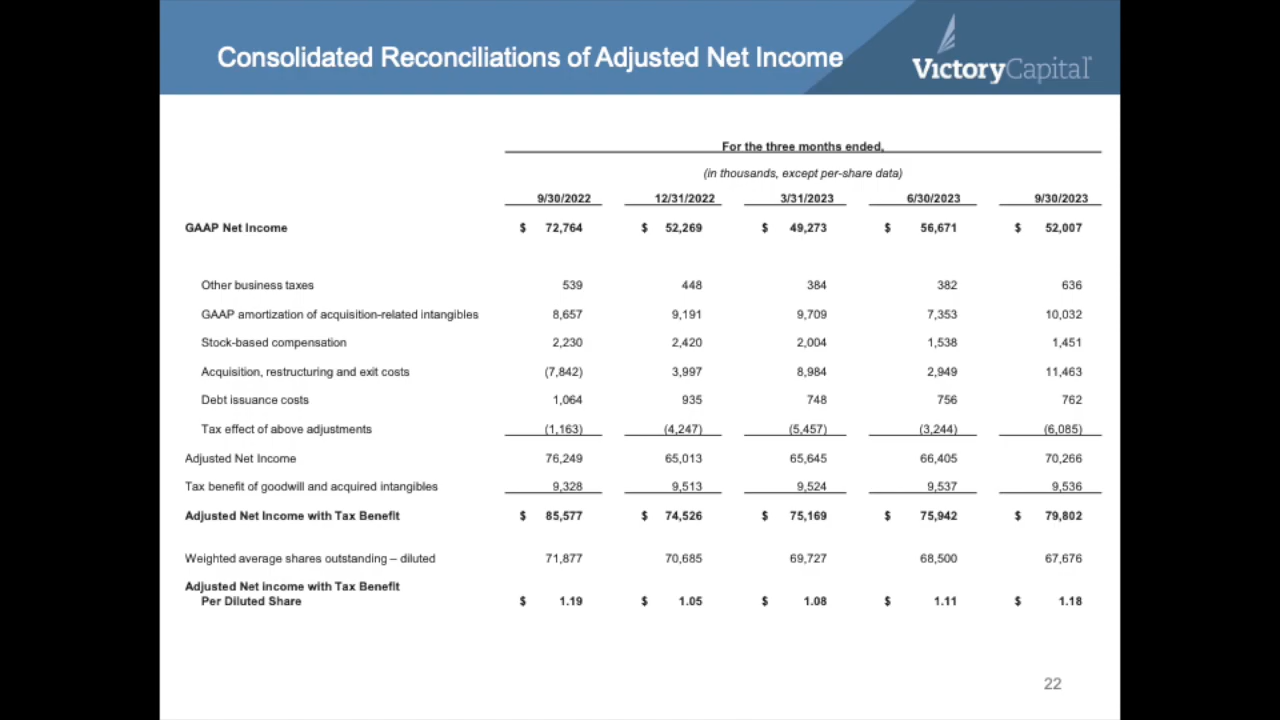 Consolidated Reconciliations of Adjusted Net Income
VictoryCapital
For the three months ended,
(in thousands, except per-share data)
9/30/2022 12/31/2022 3/31/2023 6/30/2023 9/30/2023
GAAP Net Income $ 72,764 $ 52,269 $ 49,273 $ 56,671 $ 52,007
Other business taxes 539 448 384 382 636
GAAP amortization of acquisition-related intangibles 8,657 9,191 9,709 7,353 10,032
Stock-based compensation 2,230 2,420 2,004 1,538 1,451
Acquisition, restructuring and exit costs (7,842) 3,997 8,984 2,949 11,463
Debt issuance costs 1,064 935 748 756 762
Tax effect of above adjustments (1,163) (4,247) (5,457) (3,244) (6,085)
Adjusted Net Income 76,249 65,013 65,645 66,405 70,266
Tax benefit of goodwill and acquired intangibles 9,328 9,513 9,524 9,537 9,536
Adjusted Net Income with Tax Benefit $ 85,577 $ 74,526 $ 75,169 $ 75,942 $ 79,802
Weighted average shares outstanding – diluted 71,877 70,685 69,727 68,500 67,676
Adjusted Net income with Tax Benefit
Per Diluted Share $ 1.19 $ 1.05 $ 1.08 $ 1.11 $ 1.18
22